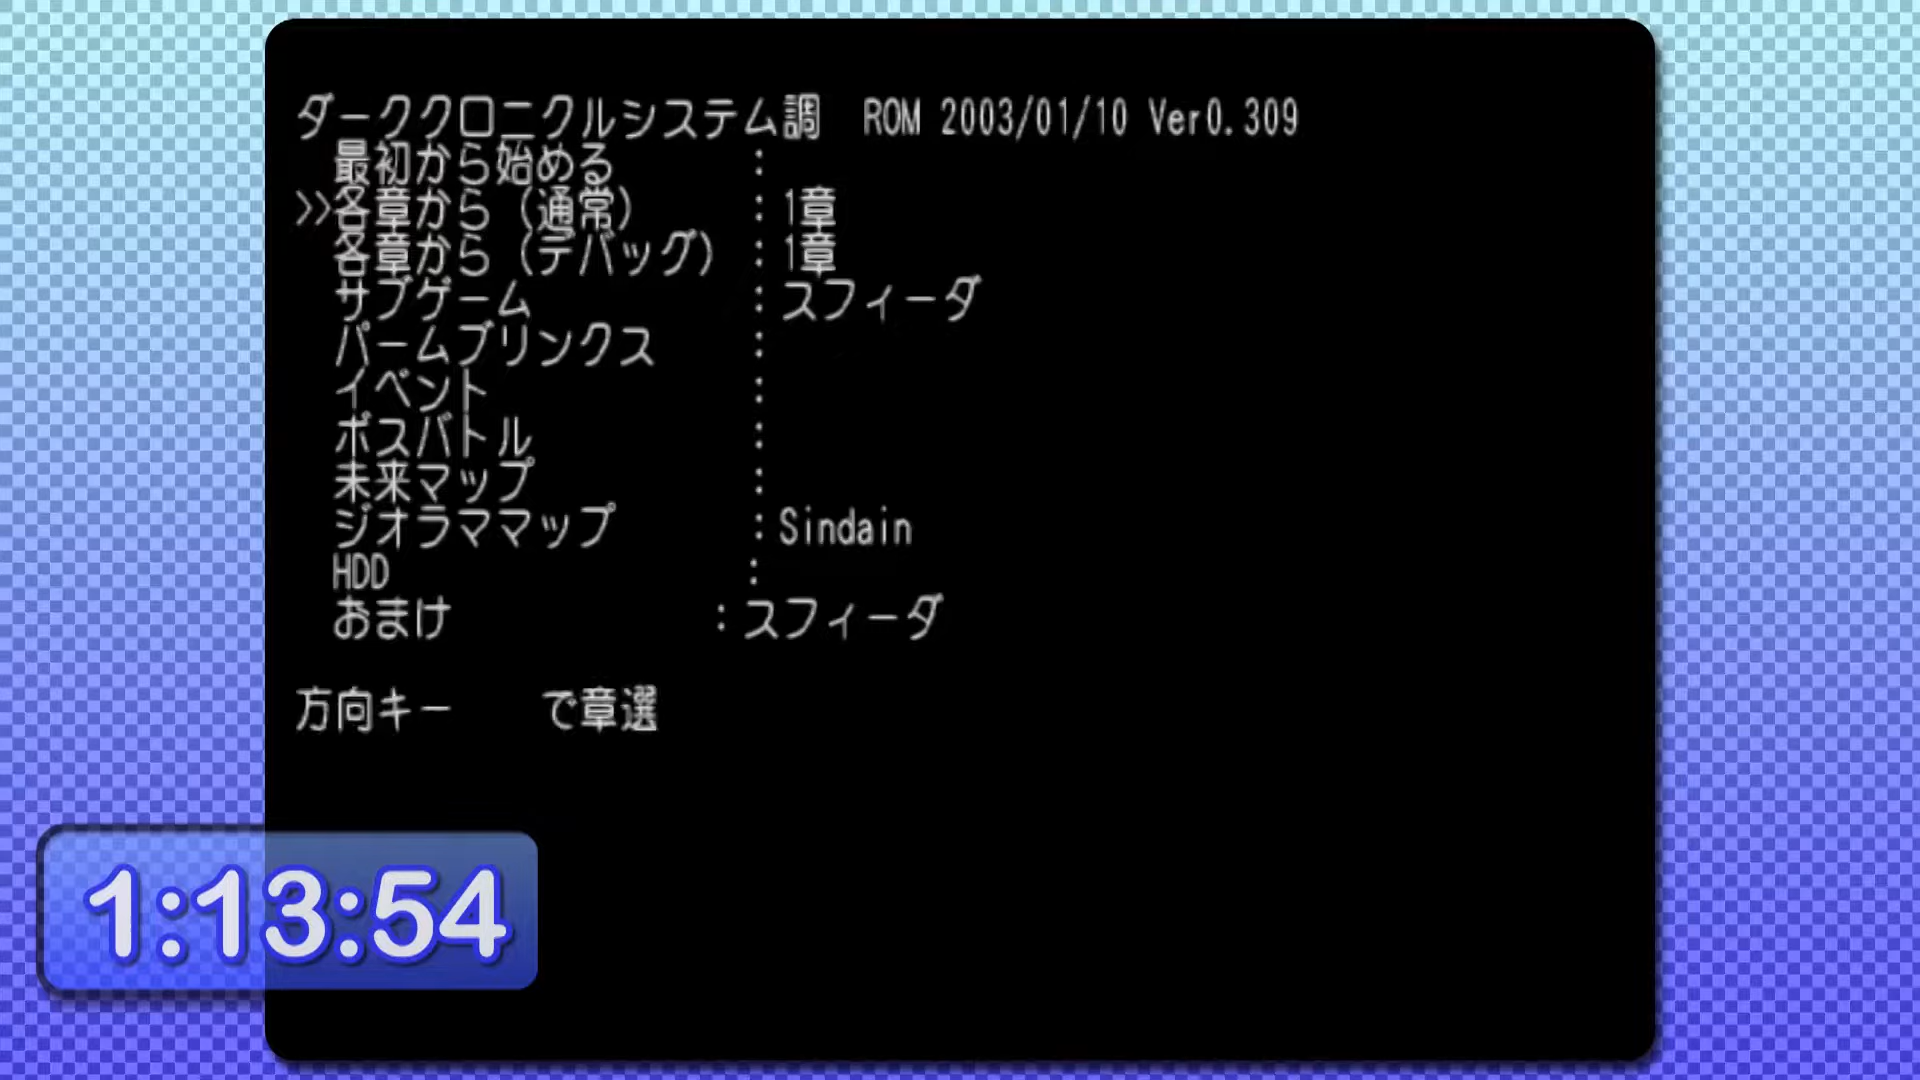 ダーククロニクルシステム調 ROM 2003/01/10 Ver0.309
最初から始める :
>>各章から (通常) : 1章
各章から (デバッグ) : 1章
サブゲーム : スフィーダ
パームブリンクス :
イベント :
ボスバトル :
未来マップ :
ジオラママップ : Sindain
HDD :
おまけ : スフィーダ
方向キー で章選
1:13:54